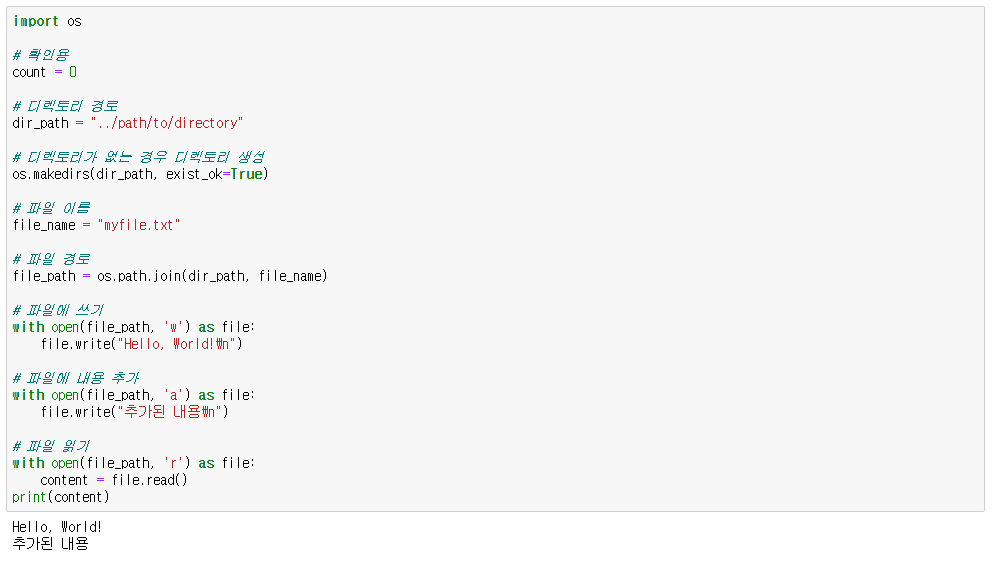 import os
# 확인용
count = 0
# 디렉토리 경로
dir_path = "../path/to/directory"
# 디렉토리가 없는 경우 디렉토리 생성
os.makedirs(dir_path, exist_ok=True)
# 파일 이름
file_name = "myfile.txt"
# 파일 경로
file_path = os.path.join(dir_path, file_name)
# 파일에 쓰기
with open(file_path, 'w') as file:
    file.write("Hello, World!₩n")
# 파일에 내용 추가
with open(file_path, 'a') as file:
    file.write("추가된 내용₩n")
# 파일 읽기
with open(file_path, 'r') as file:
    content = file.read()
print(content)
Hello, World!
추가된 내용